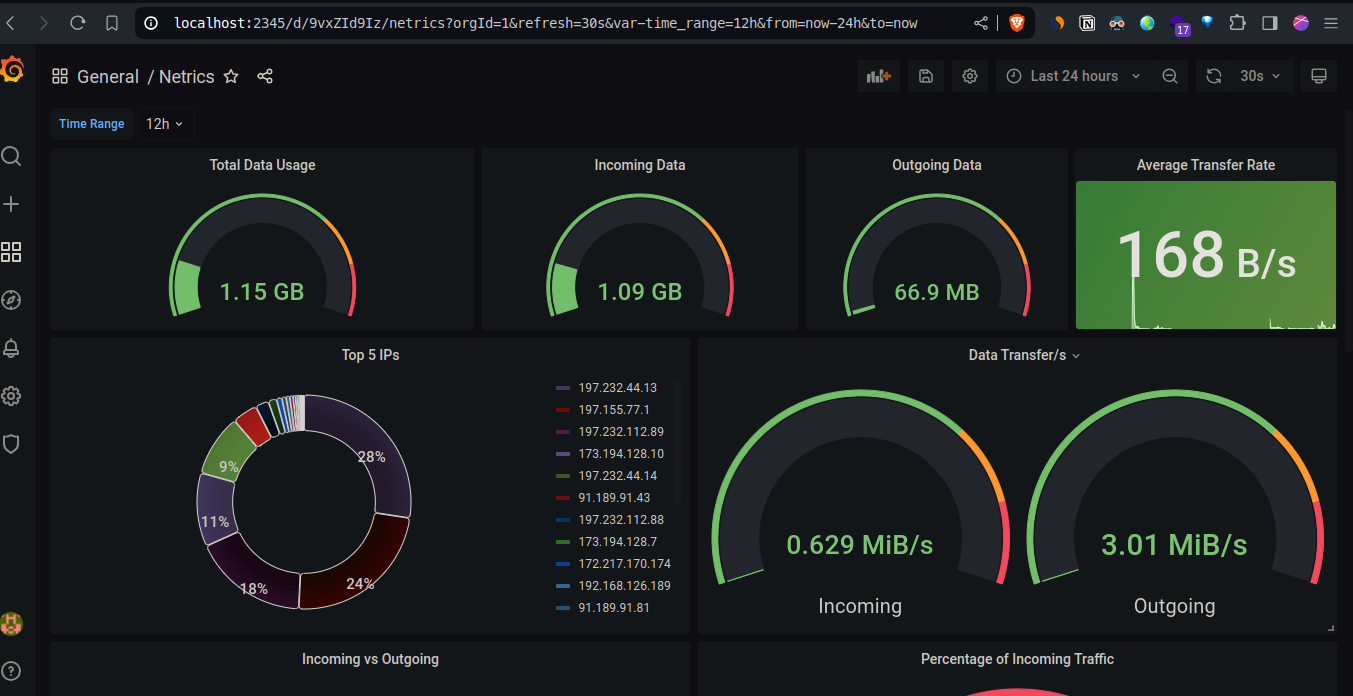 localhost:2345/d/9vxZId9Iz/netrics?orgId=1&refresh=30s&var-time_range=12h&from=now-24h&to=now
17
General / Netrics
Last 24 hours
30s
Time Range
12h
Total Data Usage
1.15 GB
Incoming Data
1.09 GB
Outgoing Data
66.9 MB
Average Transfer Rate
168 B/s
Top 5 IPs
28%
24%
18%
11%
9%
197.232.44.13
197.155.77.1
197.232.112.89
173.194.128.10
197.232.44.14
91.189.91.43
197.232.112.88
173.194.128.7
172.217.170.174
192.168.126.189
91.189.91.81
Data Transfer/s
0.629 MiB/s
Incoming
3.01 MiB/s
Outgoing
Incoming vs Outgoing
Percentage of Incoming Traffic